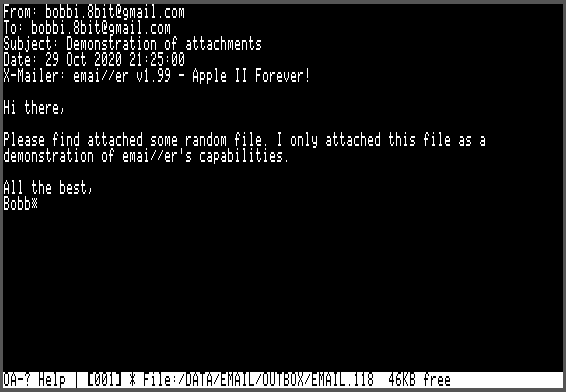 From: bobbi.8bit@gmail.com
To: bobbi.8bit@gmail.com
Subject: Demonstration of attachments
Date: 29 Oct 2020 21:25:00
X-Mailer: emai//er v1.99 - Apple II Forever!
Hi there,
Please find attached some random file. I only attached this file as a
demonstration of emai//er's capabilities.
All the best,
Bobb※
OA-? Help | [001] * File:/DATA/EMAIL/OUTBOX/EMAIL.118 46KB free